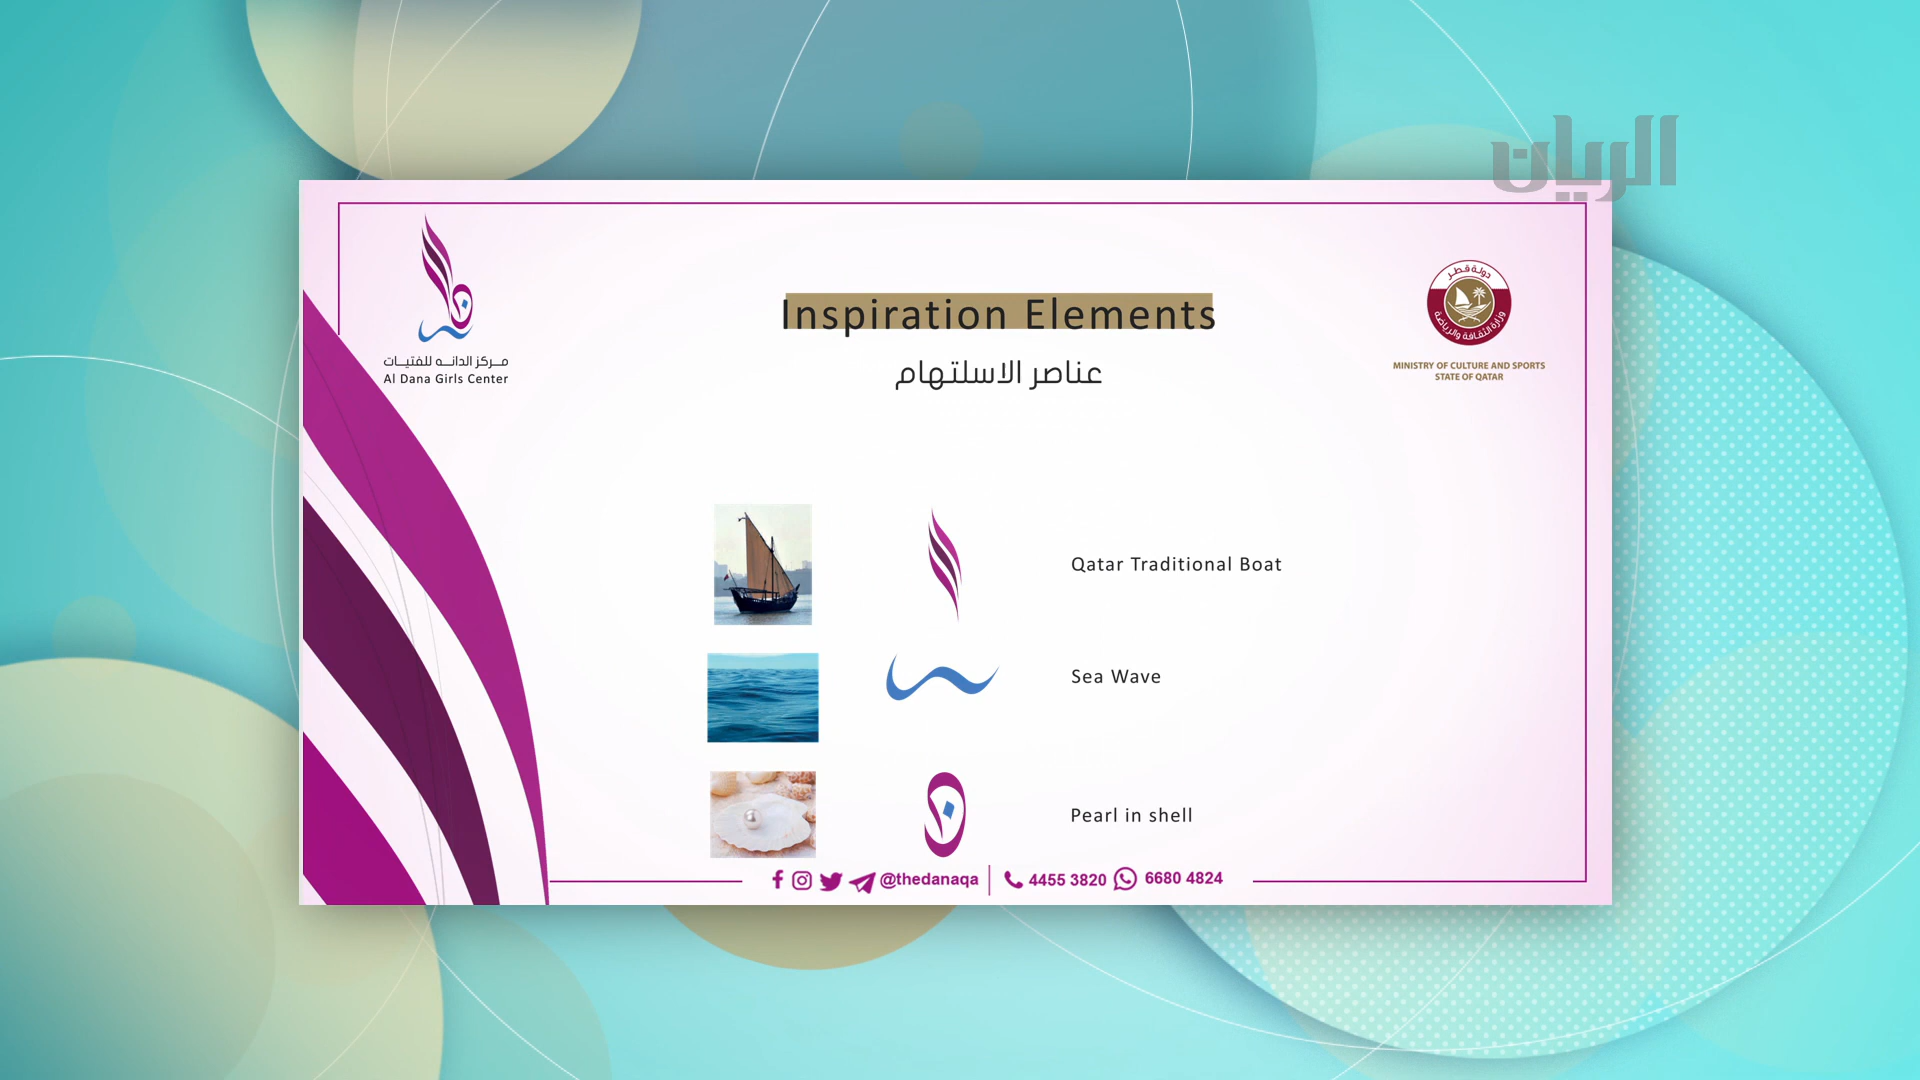 الريان
مـركز الدانـه للفتيـات
Al Dana Girls Center
Inspiration Elements
عناصر الاسلتهام
دولة قطر
وزارة الثقافة والرياضة
MINISTRY OF CULTURE AND SPORTS
STATE OF QATAR
Qatar Traditional Boat
Sea Wave
Pearl in shell
@thedanaqa 4455 3820 6680 4824